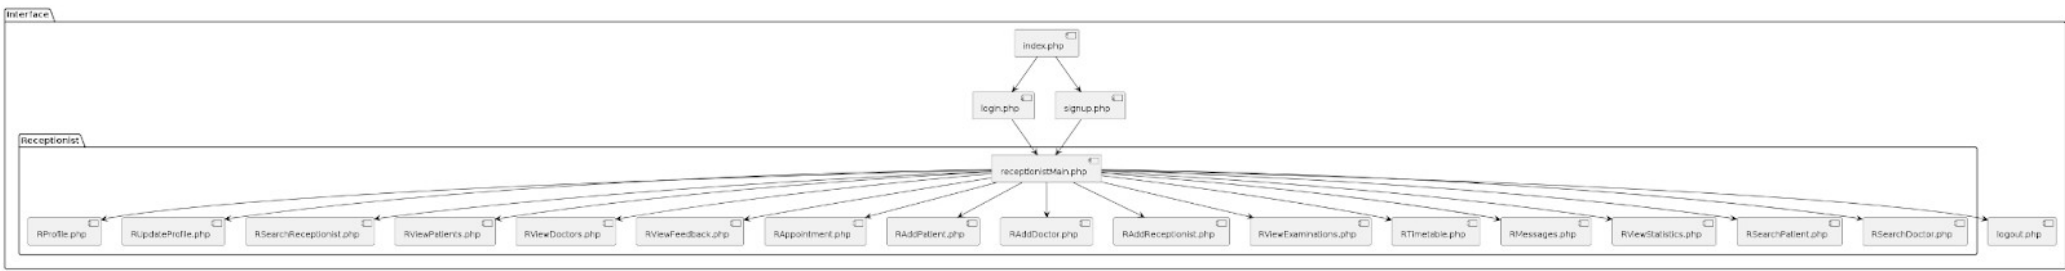 Interface
index.php
login.php
signup.php
Receptionist
receptionistMain.php
RProfile.php
RUpdateProfile.php
RSearchReceptionist.php
RViewPatients.php
RViewDoctors.php
RViewFeedback.php
RAppointment.php
RAddPatient.php
RAddDoctor.php
RAddReceptionist.php
RViewExaminations.php
RTimetable.php
RMessages.php
RViewStatistics.php
RSearchPatient.php
RSearchDoctor.php
logout.php